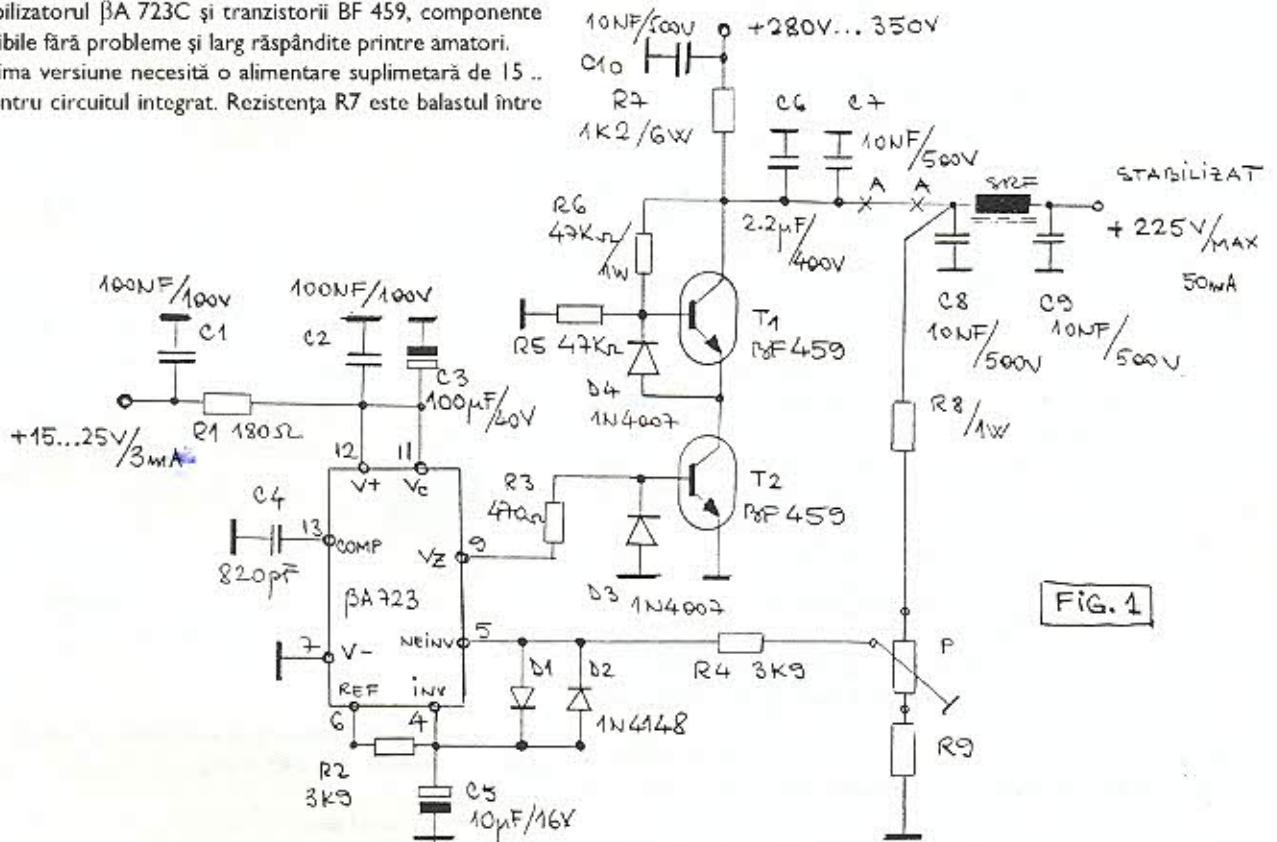 bilizatorul βA 723C și tranzistorii BF 459, componente
ibile fără probleme și larg răspândite printre amatori.
ima versiune necesită o alimentare suplimetară de 15 ..
ntru circuitul integrat. Rezistența R7 este balastul între
10NF/500V
C10
+280V...350V
R7
1K2/6W
C6
C7
10NF/500V
A
A
SRF
STABILIZAT
+225V/MAX
50mA
R6
47KΩ/1W
2.2μF/400V
C8
10NF/500V
C9
10NF/500V
T1
BF459
R5 47KΩ
D4
1N4007
100NF/100V
C1
100NF/100V
C2
C3
100μF/40V
+15...25V/3mA
R1 180Ω
R8/1W
12
V+
11
Vc
R3
470Ω
T2
BF459
C4
820pF
13
COMP
VZ
9
βA723
D3
1N4007
FiG. 1
7
V-
NEiNV
5
REF
iNV
6
4
D1
D2
1N4148
R4 3K9
P
R9
R2
3K9
C5
10μF/16V